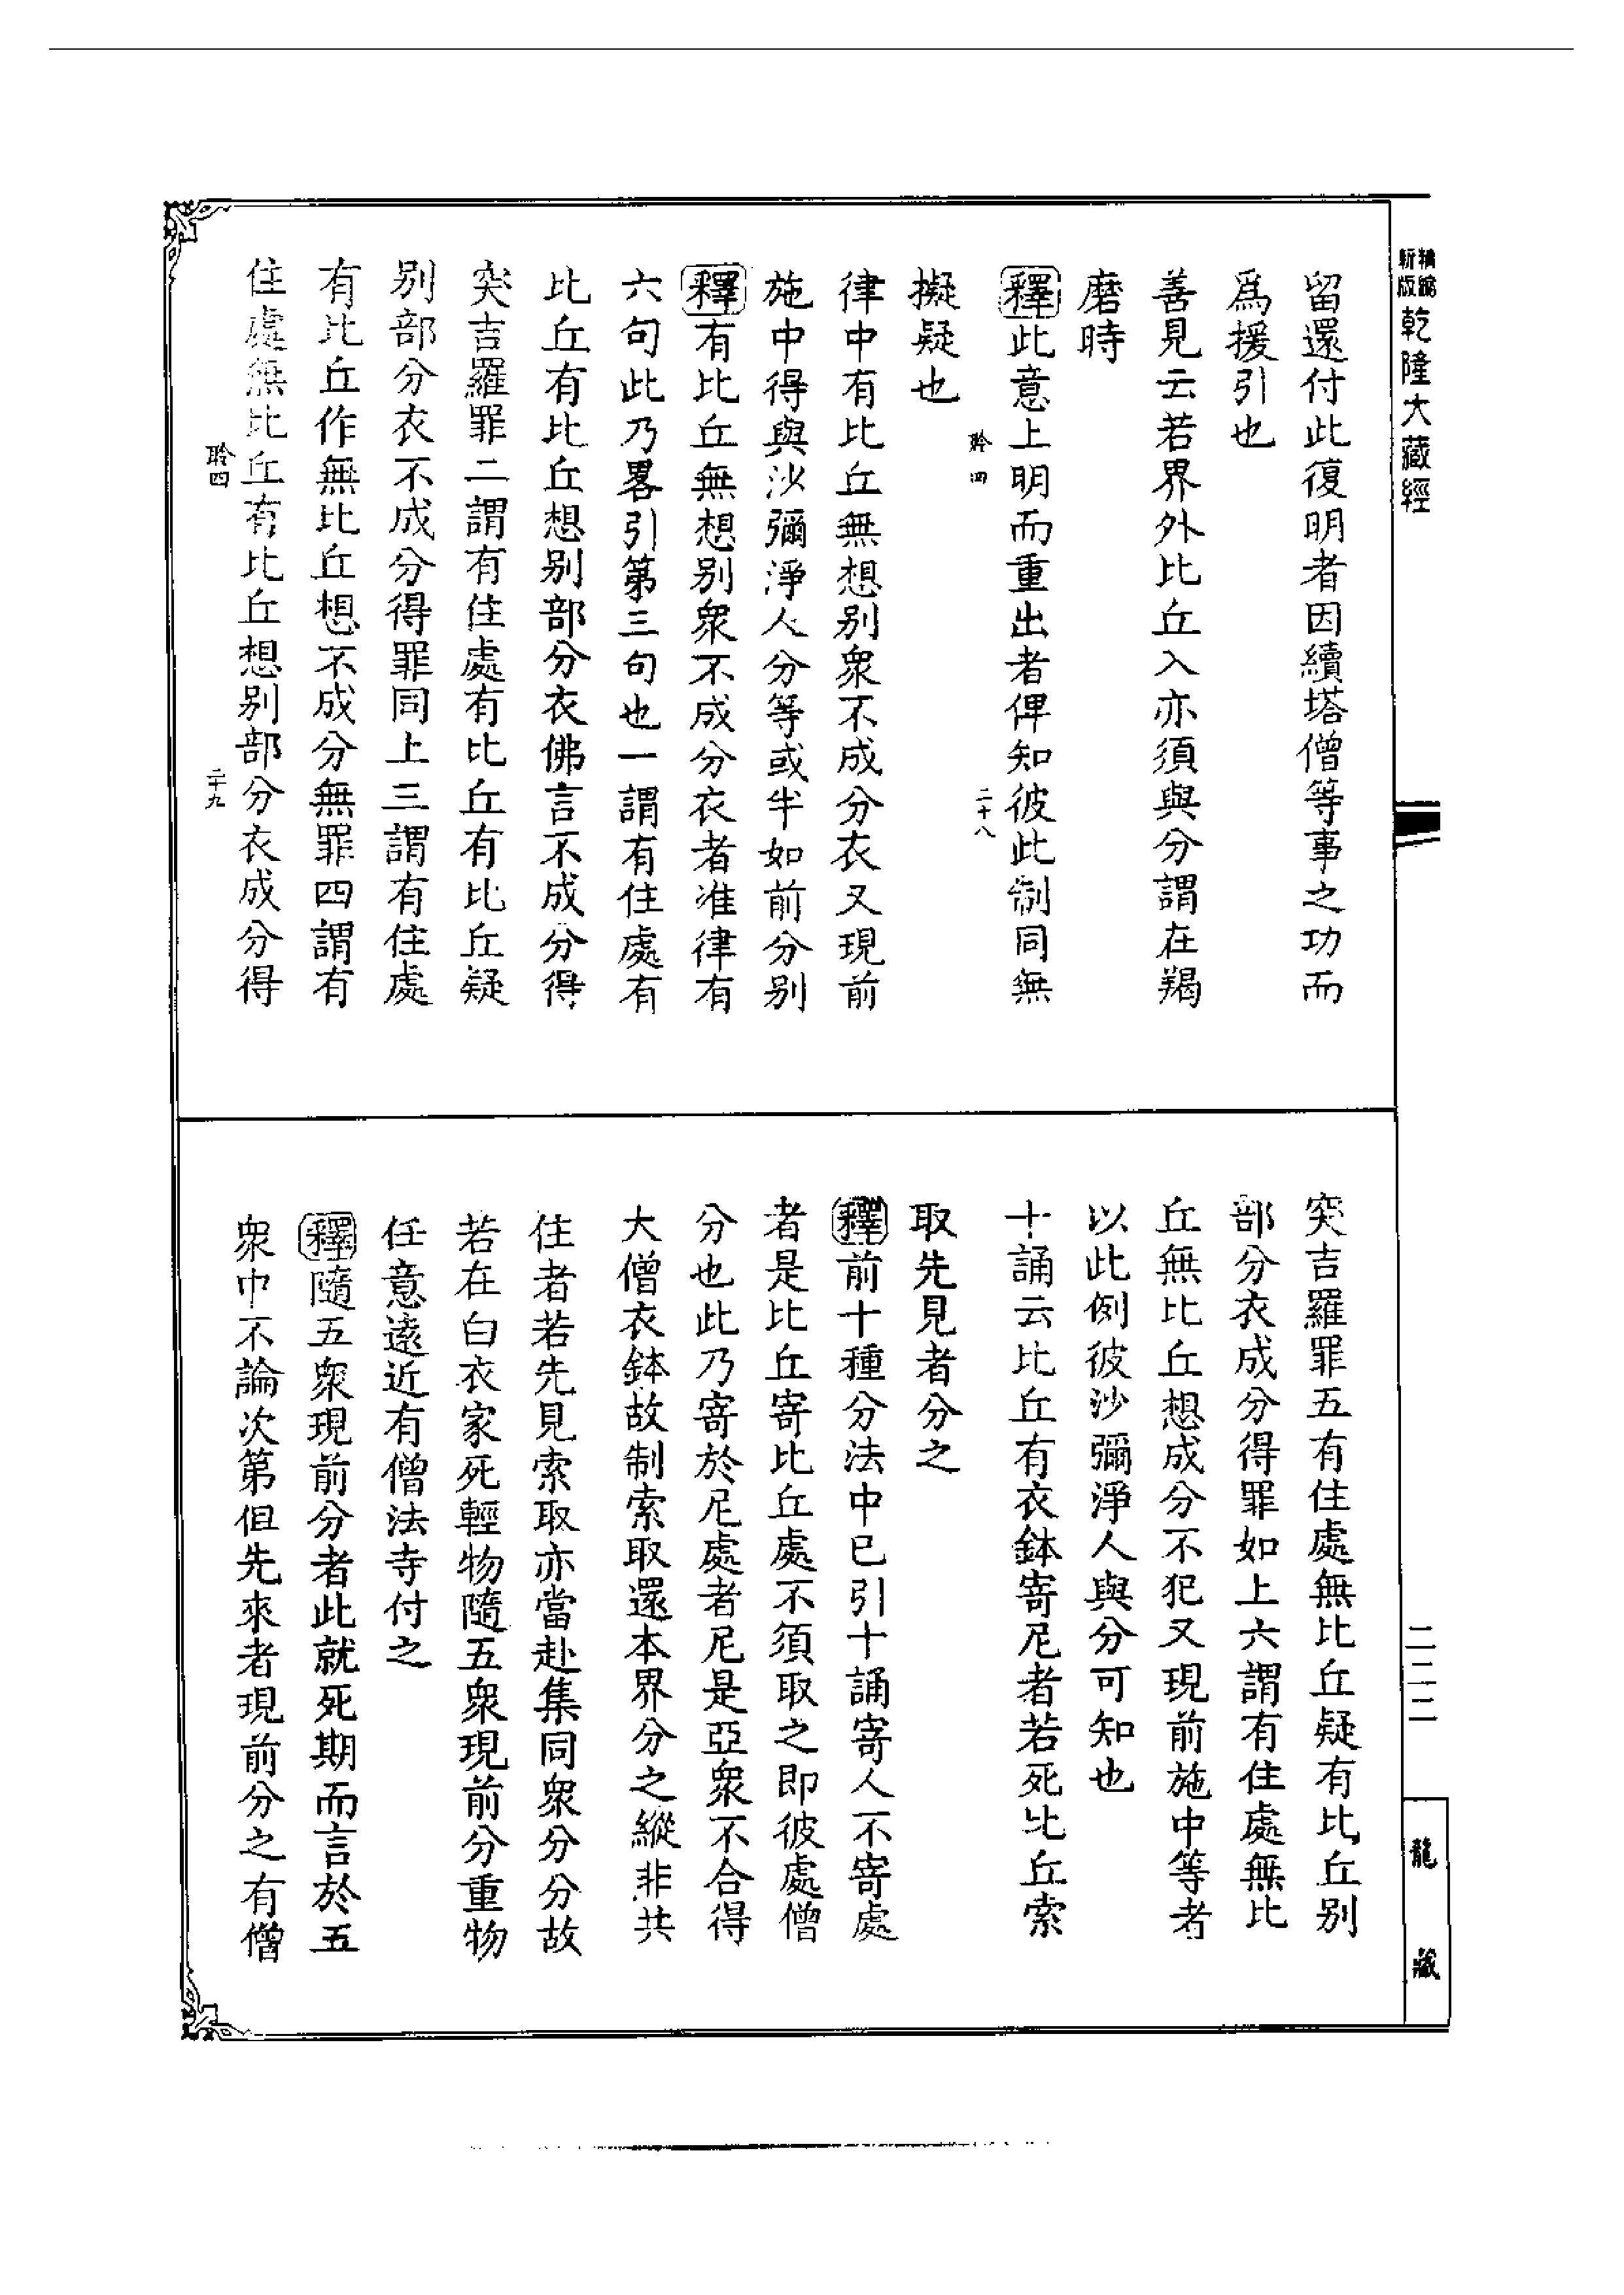 精縮新版
乾隆大藏經
留還付此復明者因續塔僧等事之功而
爲援引也
善見云若界外比丘入亦須與分謂在羯
磨時
釋此意上明而重出者俾知彼此制同無
聆四
二十八
擬疑也
律中有比丘無想别衆不成分衣又現前
施中得與沙彌淨人分等或半如前分别
釋有比丘無想别衆不成分衣者准律有
六句此乃畧引第三句也一謂有住處有
比丘有比丘想别部分衣佛言不成分得
突吉羅罪二謂有住處有比丘有比丘疑
别部分衣不成分得罪同上三謂有住處
有比丘作無比丘想不成分無罪四謂有
住處無比丘有比丘想别部分衣成分得
聆四
二十九
突吉羅罪五有住處無比丘疑有比丘别
部分衣成分得罪如上六謂有住處無比
丘無比丘想成分不犯又現前施中等者
以此例彼沙彌淨人與分可知也
十誦云比丘有衣鉢寄尼者若死比丘索
取先見者分之
釋前十種分法中已引十誦寄人不寄處
者是比丘寄比丘處不須取之即彼處僧
分也此乃寄於尼處者尼是亞衆不合得
大僧衣鉢故制索取還本界分之縱非共
住者若先見索取亦當赴集同衆分分故
若在白衣家死輕物隨五衆現前分重物
任意遠近有僧法寺付之
釋隨五衆現前分者此就死期而言於五
衆中不論次第但先來者現前分之有僧
二二二
龍藏